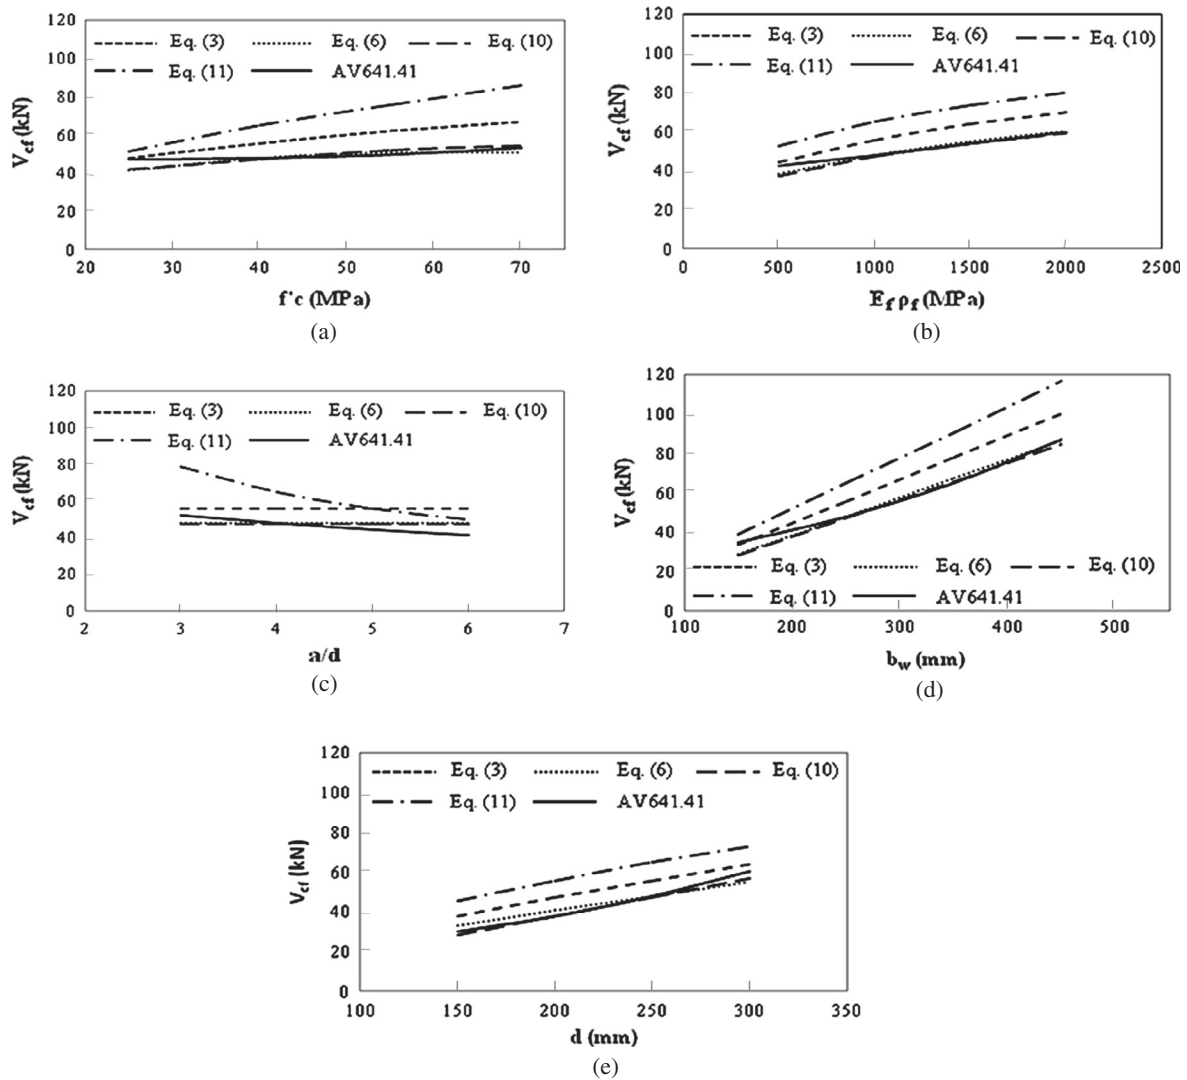 120
100
80
60
40
20
0
V_cf (kN)
Eq. (3) Eq. (6) Eq. (10)
Eq. (11) AV641.41
20 30 40 50 60 70
f'c (MPa)
(a)
120
100
80
60
40
20
0
V_cf (kN)
Eq. (3) Eq. (6) Eq. (10)
Eq. (11) AV641.41
0 500 1000 1500 2000 2500
E_f ρ_f (MPa)
(b)
120
100
80
60
40
20
0
V_cf (kN)
Eq. (3) Eq. (6) Eq. (10)
Eq. (11) AV641.41
2 3 4 5 6 7
a/d
(c)
120
100
80
60
40
20
0
V_cf (kN)
Eq. (3) Eq. (6) Eq. (10)
Eq. (11) AV641.41
100 200 300 400 500
b_w (mm)
(d)
120
100
80
60
40
20
0
V_cf (kN)
Eq. (3) Eq. (6) Eq. (10)
Eq. (11) AV641.41
100 150 200 250 300 350
d (mm)
(e)